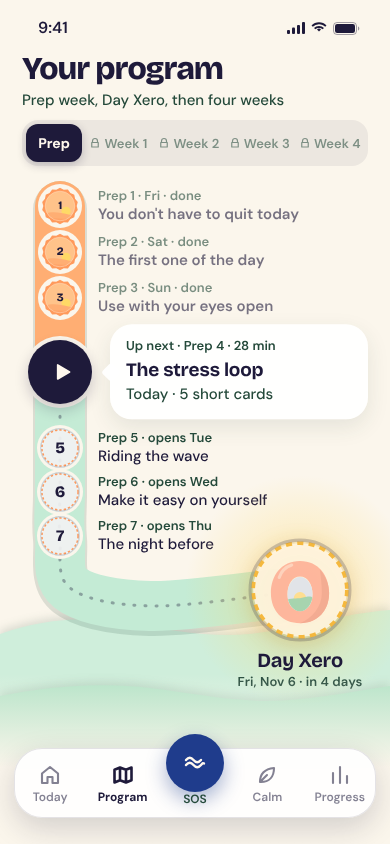 9:41
Your program
Prep week, Day Xero, then four weeks
Prep Week 1 Week 2 Week 3 Week 4
1
Prep 1 · Fri · done
You don't have to quit today
2
Prep 2 · Sat · done
The first one of the day
3
Prep 3 · Sun · done
Use with your eyes open
Up next · Prep 4 · 28 min
The stress loop
Today · 5 short cards
5
Prep 5 · opens Tue
Riding the wave
6
Prep 6 · opens Wed
Make it easy on yourself
7
Prep 7 · opens Thu
The night before
Day Xero
Fri, Nov 6 · in 4 days
Today Program SOS Calm Progress